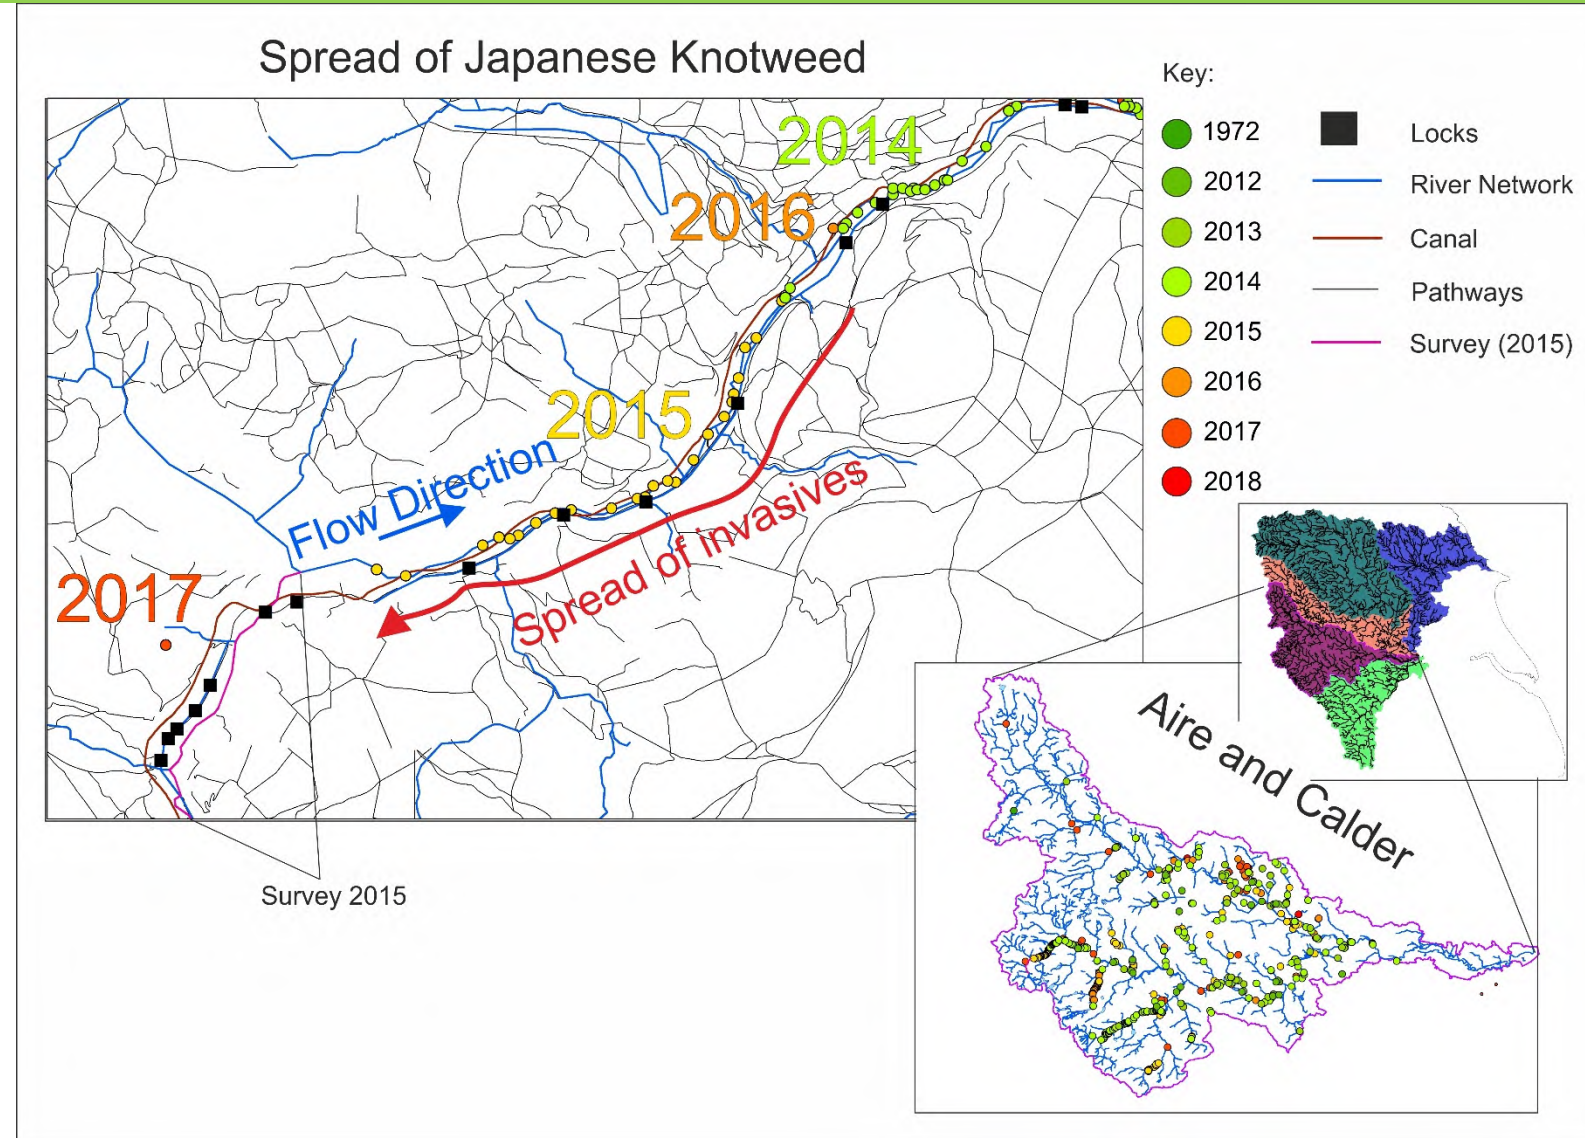 Spread of Japanese Knotweed
Key:
1972
2012
2013
2014
2015
2016
2017
2018
Locks
River Network
Canal
Pathways
Survey (2015)
2014
2016
2015
Flow Direction
Spread of invasives
2017
Survey 2015
Aire and Calder